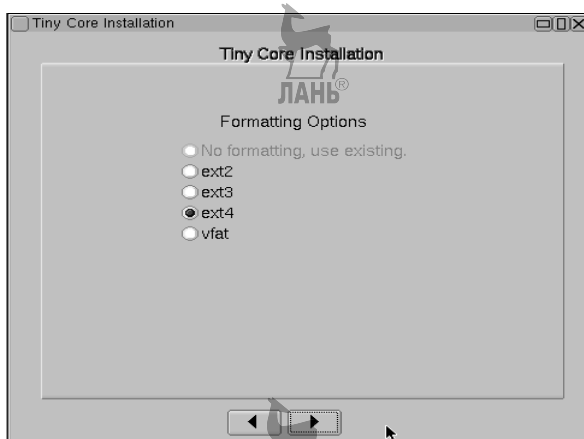 Tiny Core Installation
Tiny Core Installation
ЛАНЬ®
Formatting Options
No formatting, use existing.
ext2
ext3
ext4
vfat